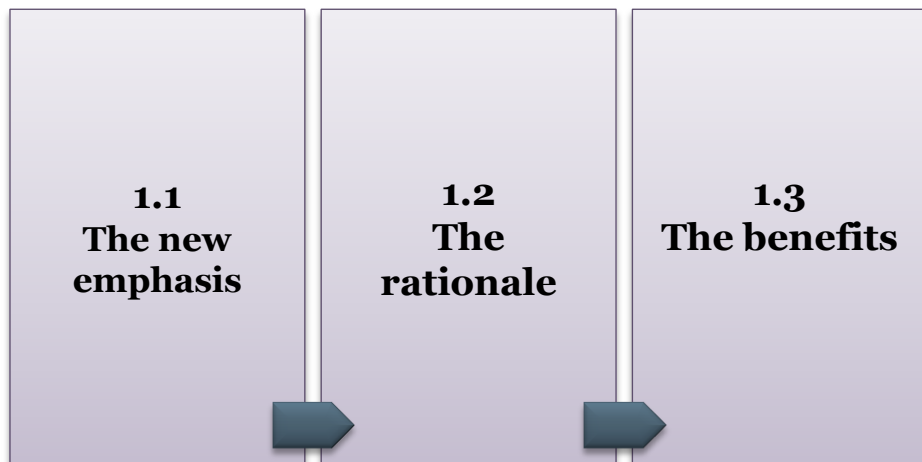 1.1
The new
emphasis
1.2
The
rationale
1.3
The benefits